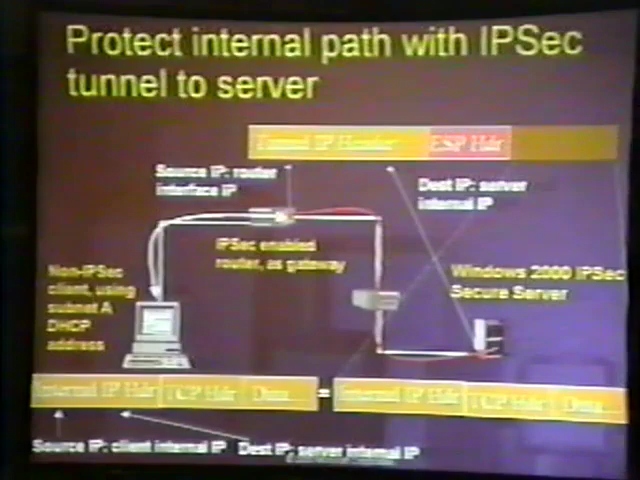 Protect internal path with IPSec
tunnel to server
Tunnel IP Header ESP Hdr
Source IP: router
interface IP
Dest IP: server
internal IP
IPSec enabled
router, as gateway
Non-IPSec
client, using
subnet A
DHCP
address
Windows 2000 IPSec
Secure Server
Internal IP Hdr TCP Hdr Data... = Internal IP Hdr TCP Hdr Data...
Source IP: client internal IP Dest IP: server internal IP